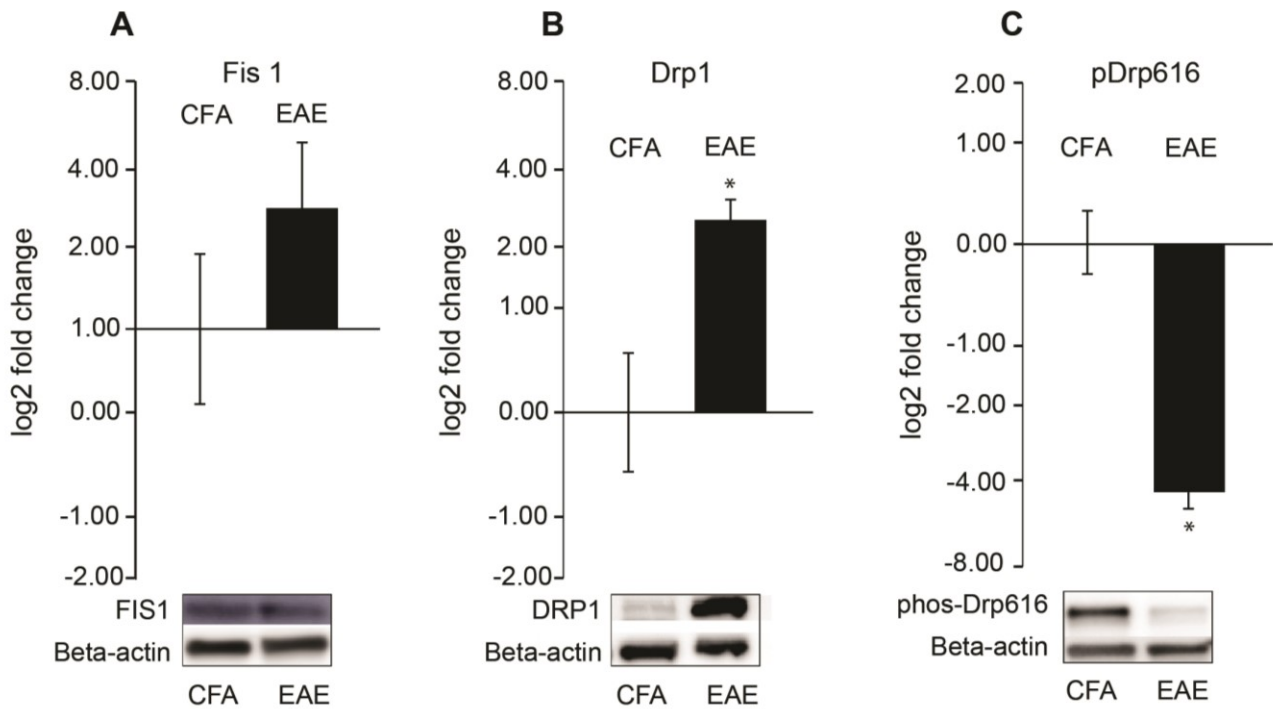 A
Fis 1
CFA EAE
8.00
4.00
2.00
1.00
0.00
-1.00
-2.00
log2 fold change
FIS1
Beta-actin
CFA EAE
B
Drp1
CFA EAE
*
8.00
4.00
2.00
1.00
0.00
-1.00
-2.00
log2 fold change
DRP1
Beta-actin
CFA EAE
C
pDrp616
CFA EAE
2.00
1.00
0.00
-1.00
-2.00
-4.00
-8.00
log2 fold change
*
phos-Drp616
Beta-actin
CFA EAE